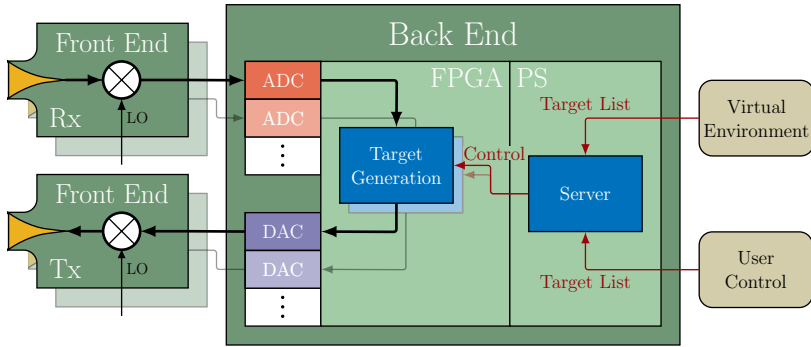 Back End
Front End
Rx
LO
ADC
ADC
FPGA
PS
Target List
Virtual
Environment
Target
Generation
Control
Server
Front End
Tx
LO
DAC
DAC
Target List
User
Control